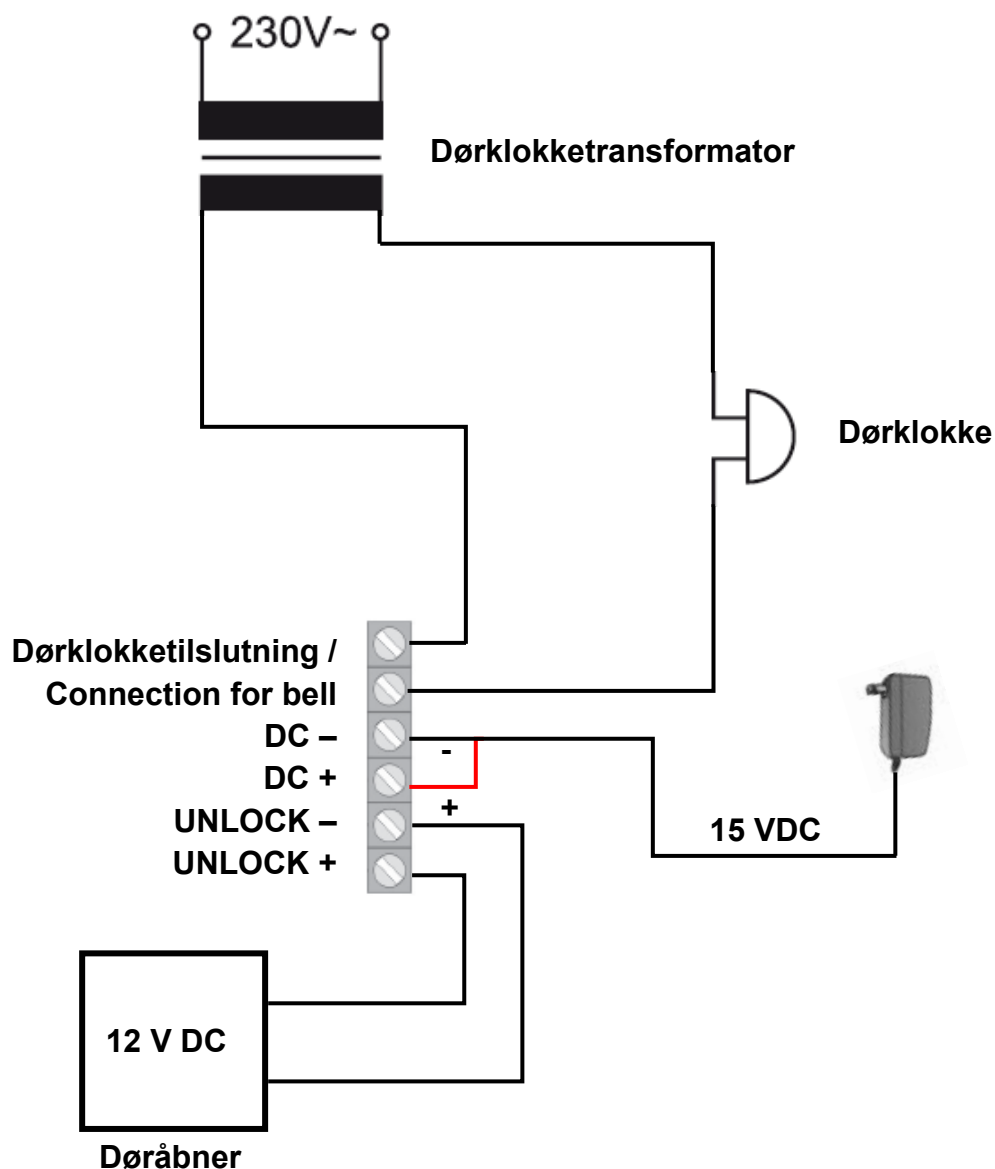 230V~
Dørklokketransformator
Dørklokke
Dørklokketilslutning /
Connection for bell
DC –
-
DC +
+
UNLOCK –
15 VDC
UNLOCK +
12 V DC
Døråbner